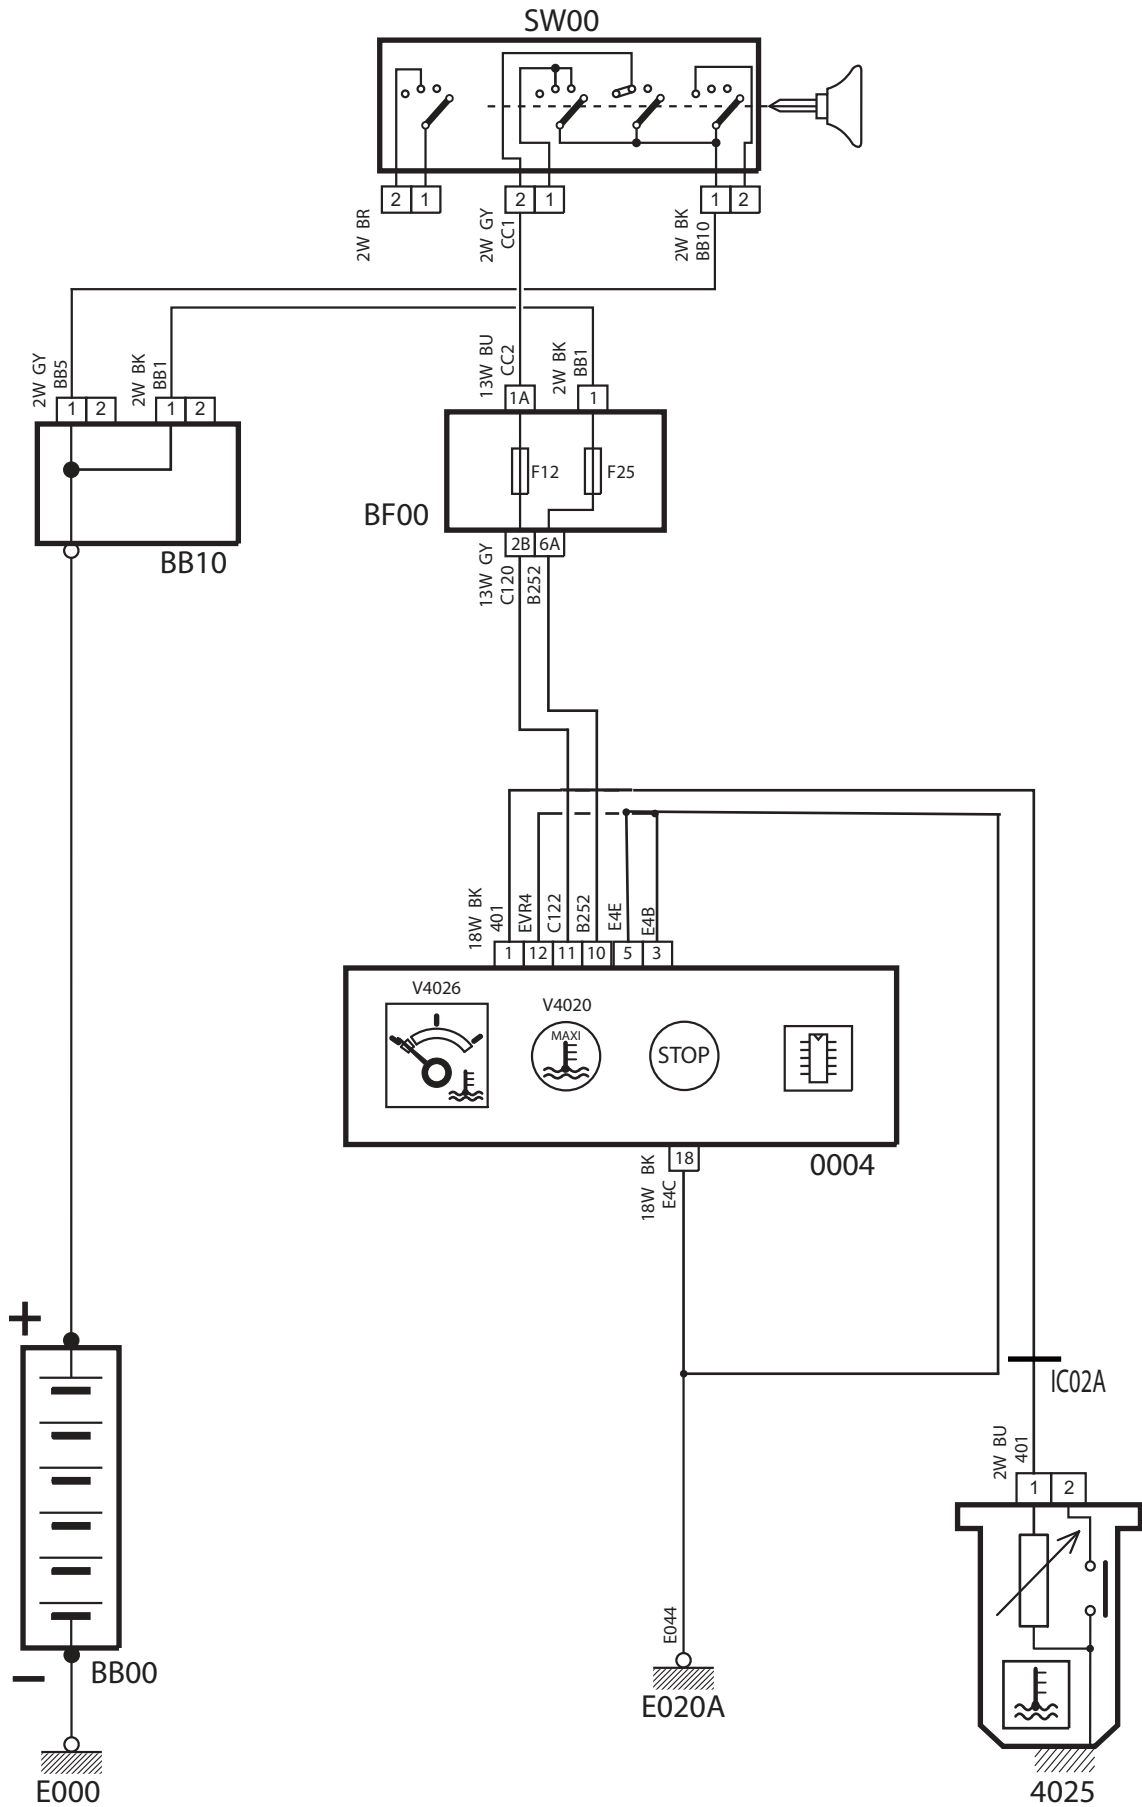 SW00
2 1
2 1
1 2
2W BR
2W GY
CC1
2W BK
BB10
2W GY
BB5
2W BK
BB1
13W BU
CC2
2W BK
BB1
1 2
1 2
1A
1
F12
F25
BF00
BB10
2B 6A
13W GY
C120
B252
18W BK
401
EVR4
C122
B252
E4E
E4B
1 12 11 10 5 3
V4026
V4020
MAXI
STOP
18
0004
18W BK
E4C
+
IC02A
2W BU
401
1 2
E044
−
BB00
E020A
E000
4025